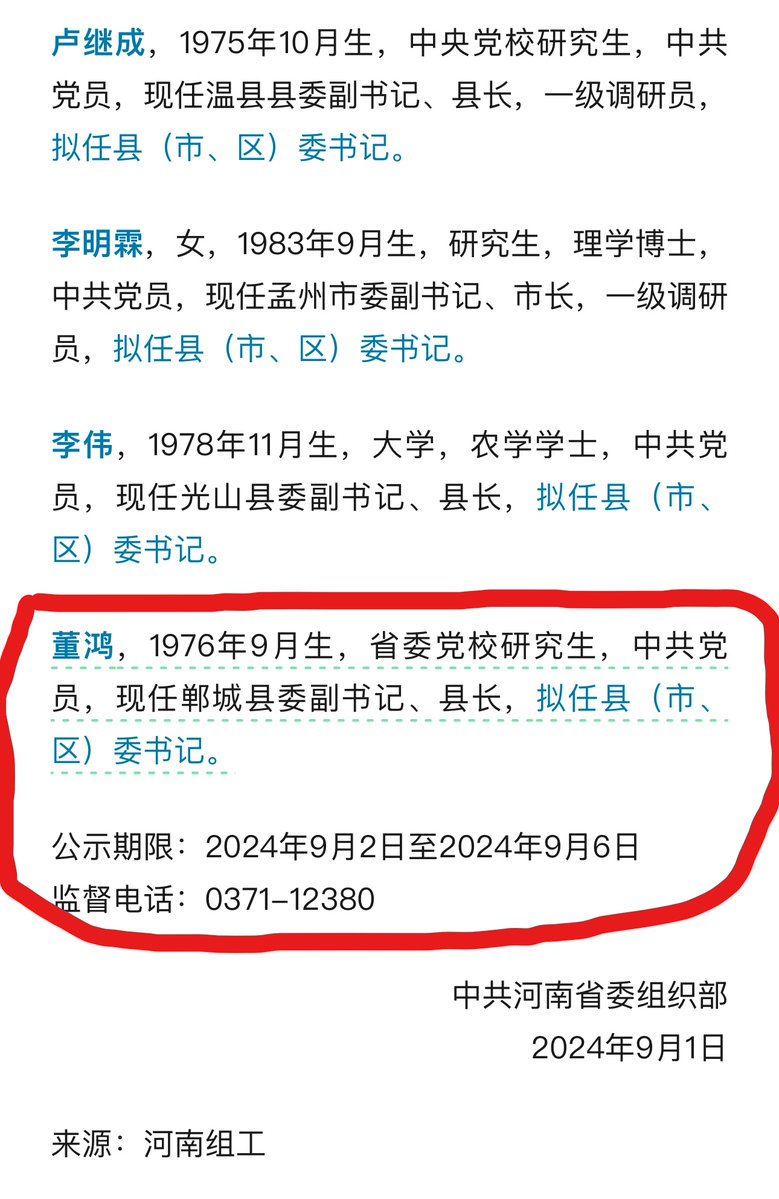 卢继成，1975年10月生，中央党校研究生，中共
党员，现任温县县委副书记、县长，一级调研员，
拟任县（市、区）委书记。
李明霖，女，1983年9月生，研究生，理学博士，
中共党员，现任孟州市委副书记、市长，一级调研
员，拟任县（市、区）委书记。
李伟，1978年11月生，大学，农学学士，中共党
员，现任光山县委副书记、县长，拟任县（市、
区）委书记。
董鸿，1976年9月生，省委党校研究生，中共党
员，现任郸城县委副书记、县长，拟任县（市、
区）委书记。
公示期限：2024年9月2日至2024年9月6日
监督电话：0371-12380
中共河南省委组织部
2024年9月1日
来源：河南组工